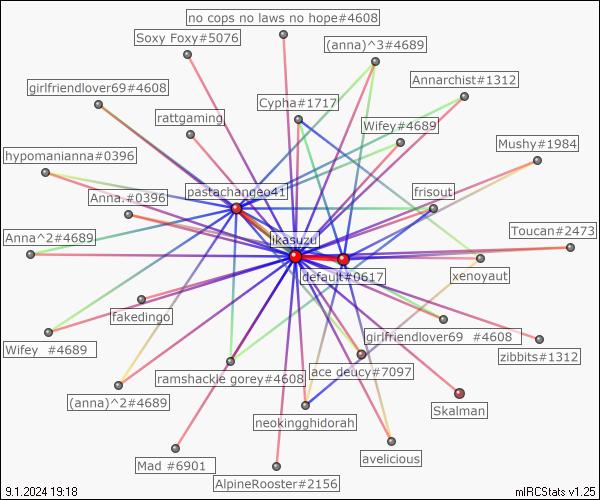 no cops no laws no hope#4608
Soxy Foxy#5076
(anna)^3#4689
girlfriendlover69#4608
Annarchist#1312
Cypha#1717
rattgaming
Wifey#4689
Mushy#1984
hypomanianna#0396
pastachangeo41
frisout
Anna.#0396
Toucan#2473
Anna^2#4689
likasuzu
xenoyaut
default#0617
fakedingo
girlfriendlover69  #4608
Wifey  #4689
zibbits#1312
ace deucy#7097
ramshackle gorey#4608
(anna)^2#4689
Skalman
neokingghidorah
avelicious
Mad #6901
AlpineRooster#2156
9.1.2024 19:18
mIRCStats v1.25